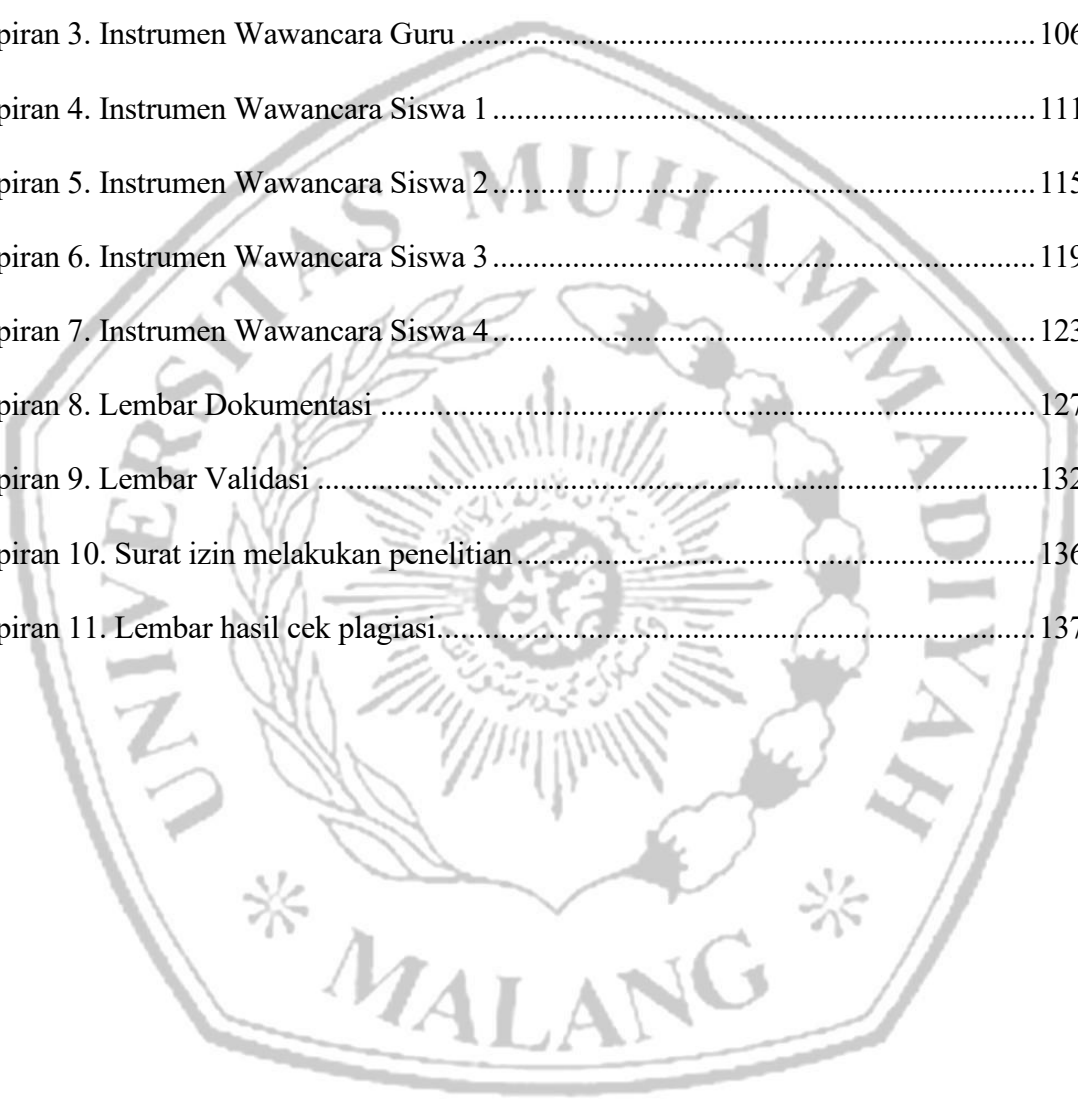 piran 3. Instrumen Wawancara Guru ........................................................................ 106
piran 4. Instrumen Wawancara Siswa 1 .................................................................... 111
piran 5. Instrumen Wawancara Siswa 2 .................................................................... 115
piran 6. Instrumen Wawancara Siswa 3 .................................................................... 119
piran 7. Instrumen Wawancara Siswa 4 .................................................................... 123
piran 8. Lembar Dokumentasi .................................................................................. 127
piran 9. Lembar Validasi .......................................................................................... 132
piran 10. Surat izin melakukan penelitian ................................................................. 136
piran 11. Lembar hasil cek plagiasi........................................................................... 137
UNIVERSITAS MUHAMMADIYAH
MALANG